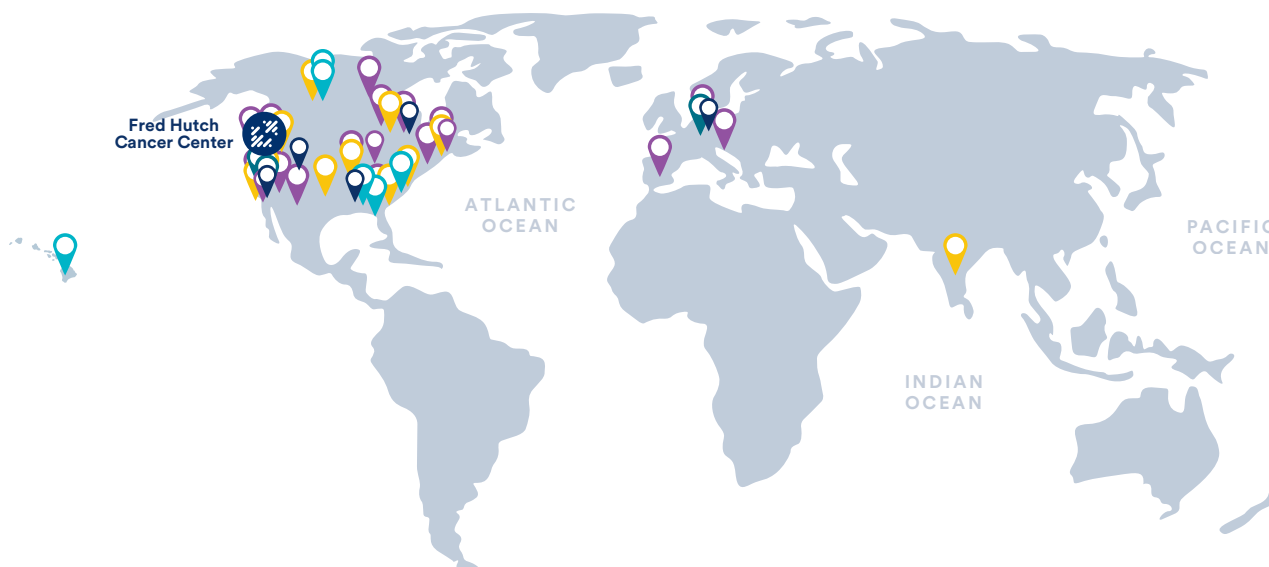 Fred Hutch
Cancer Center
ATLANTIC
OCEAN
PACIFIC
OCEAN
INDIAN
OCEAN